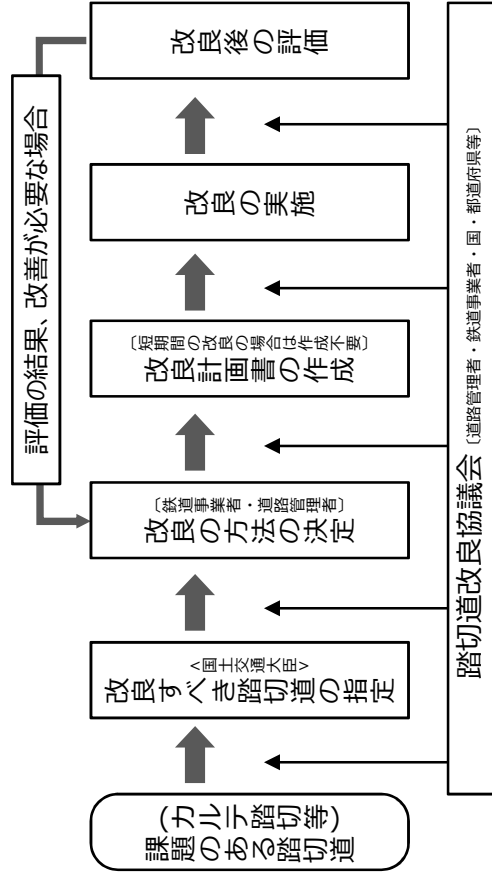 評価の結果、改善が必要な場合
課題のある踏切道
(カルテ踏切等)
改良すべき踏切道の指定
<国土交通大臣>
改良の方法の決定
〔鉄道事業者・道路管理者〕
改良計画書の作成
〔短期間の改良の場合は作成不要〕
改良の実施
改良後の評価
踏切道改良協議会〔道路管理者・鉄道事業者・国・都道府県等〕